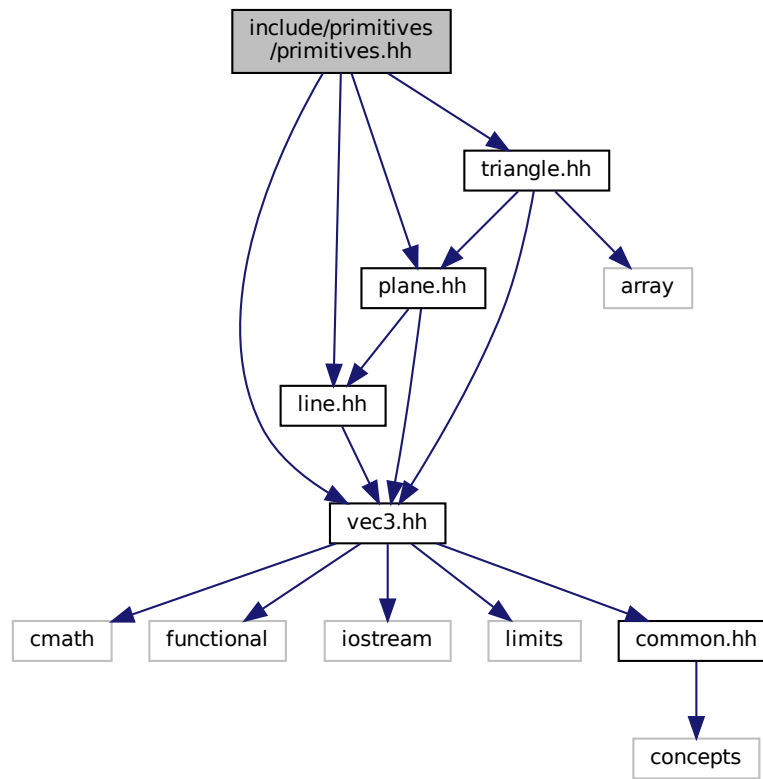 include/primitives
/primitives.hh
triangle.hh
plane.hh
array
line.hh
vec3.hh
cmath
functional
iostream
limits
common.hh
concepts